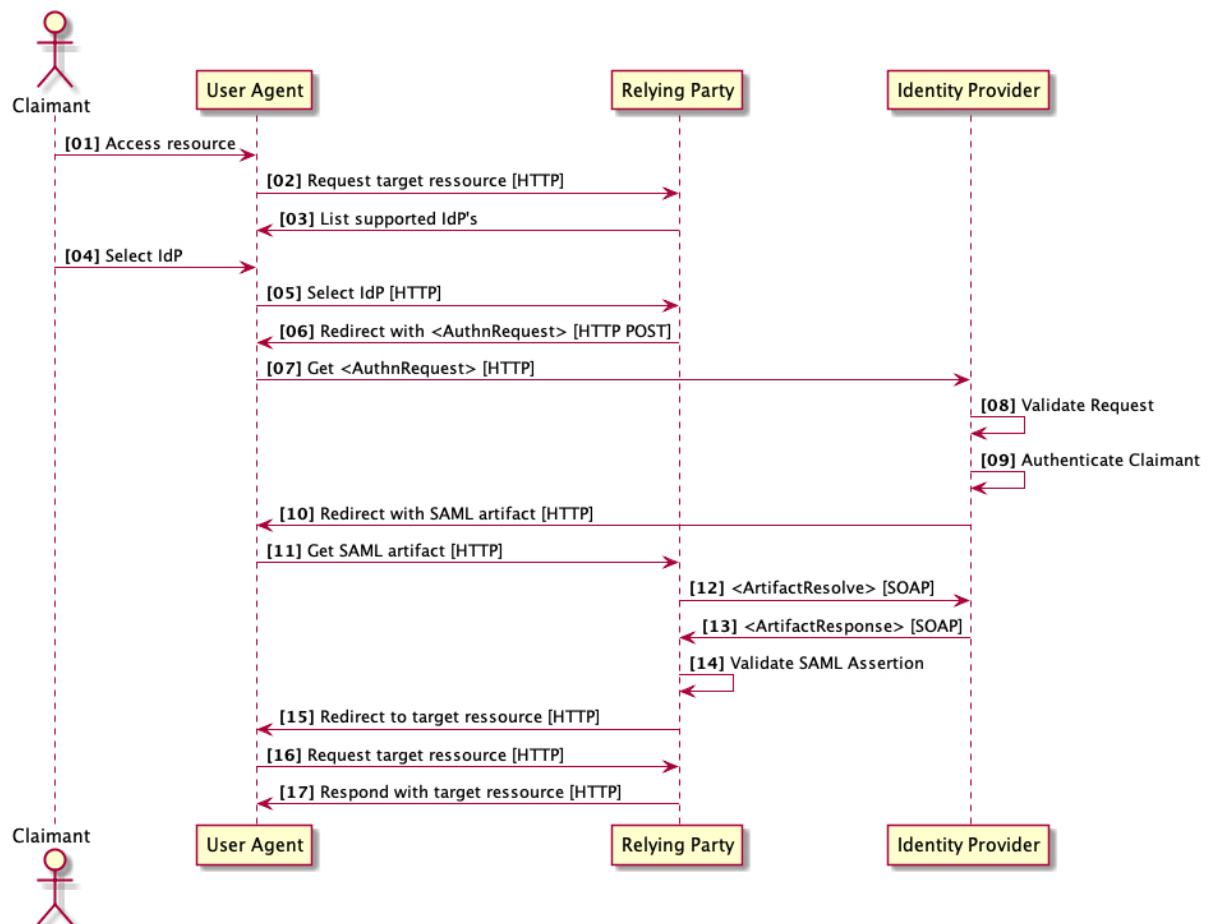 Claimant
User Agent
Relying Party
Identity Provider
[01] Access resource
[02] Request target ressource [HTTP]
[03] List supported IdP's
[04] Select IdP
[05] Select IdP [HTTP]
[06] Redirect with <AuthnRequest> [HTTP POST]
[07] Get <AuthnRequest> [HTTP]
[08] Validate Request
[09] Authenticate Claimant
[10] Redirect with SAML artifact [HTTP]
[11] Get SAML artifact [HTTP]
[12] <ArtifactResolve> [SOAP]
[13] <ArtifactResponse> [SOAP]
[14] Validate SAML Assertion
[15] Redirect to target ressource [HTTP]
[16] Request target ressource [HTTP]
[17] Respond with target ressource [HTTP]
Claimant
User Agent
Relying Party
Identity Provider